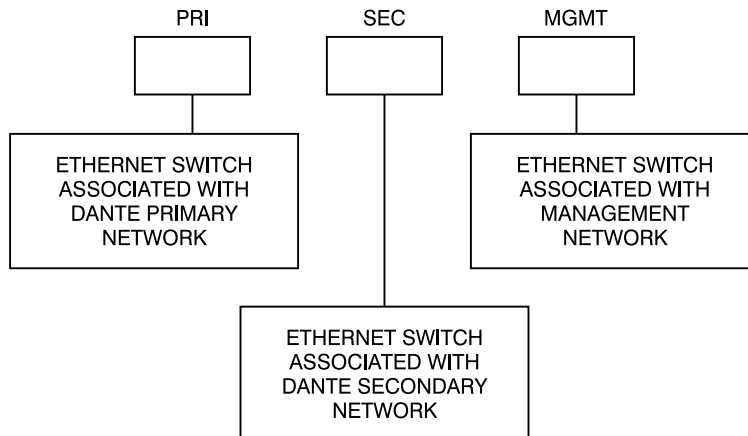 PRI
SEC
MGMT
ETHERNET SWITCH
ASSOCIATED WITH
DANTE PRIMARY
NETWORK
ETHERNET SWITCH
ASSOCIATED WITH
MANAGEMENT
NETWORK
ETHERNET SWITCH
ASSOCIATED WITH
DANTE SECONDARY
NETWORK